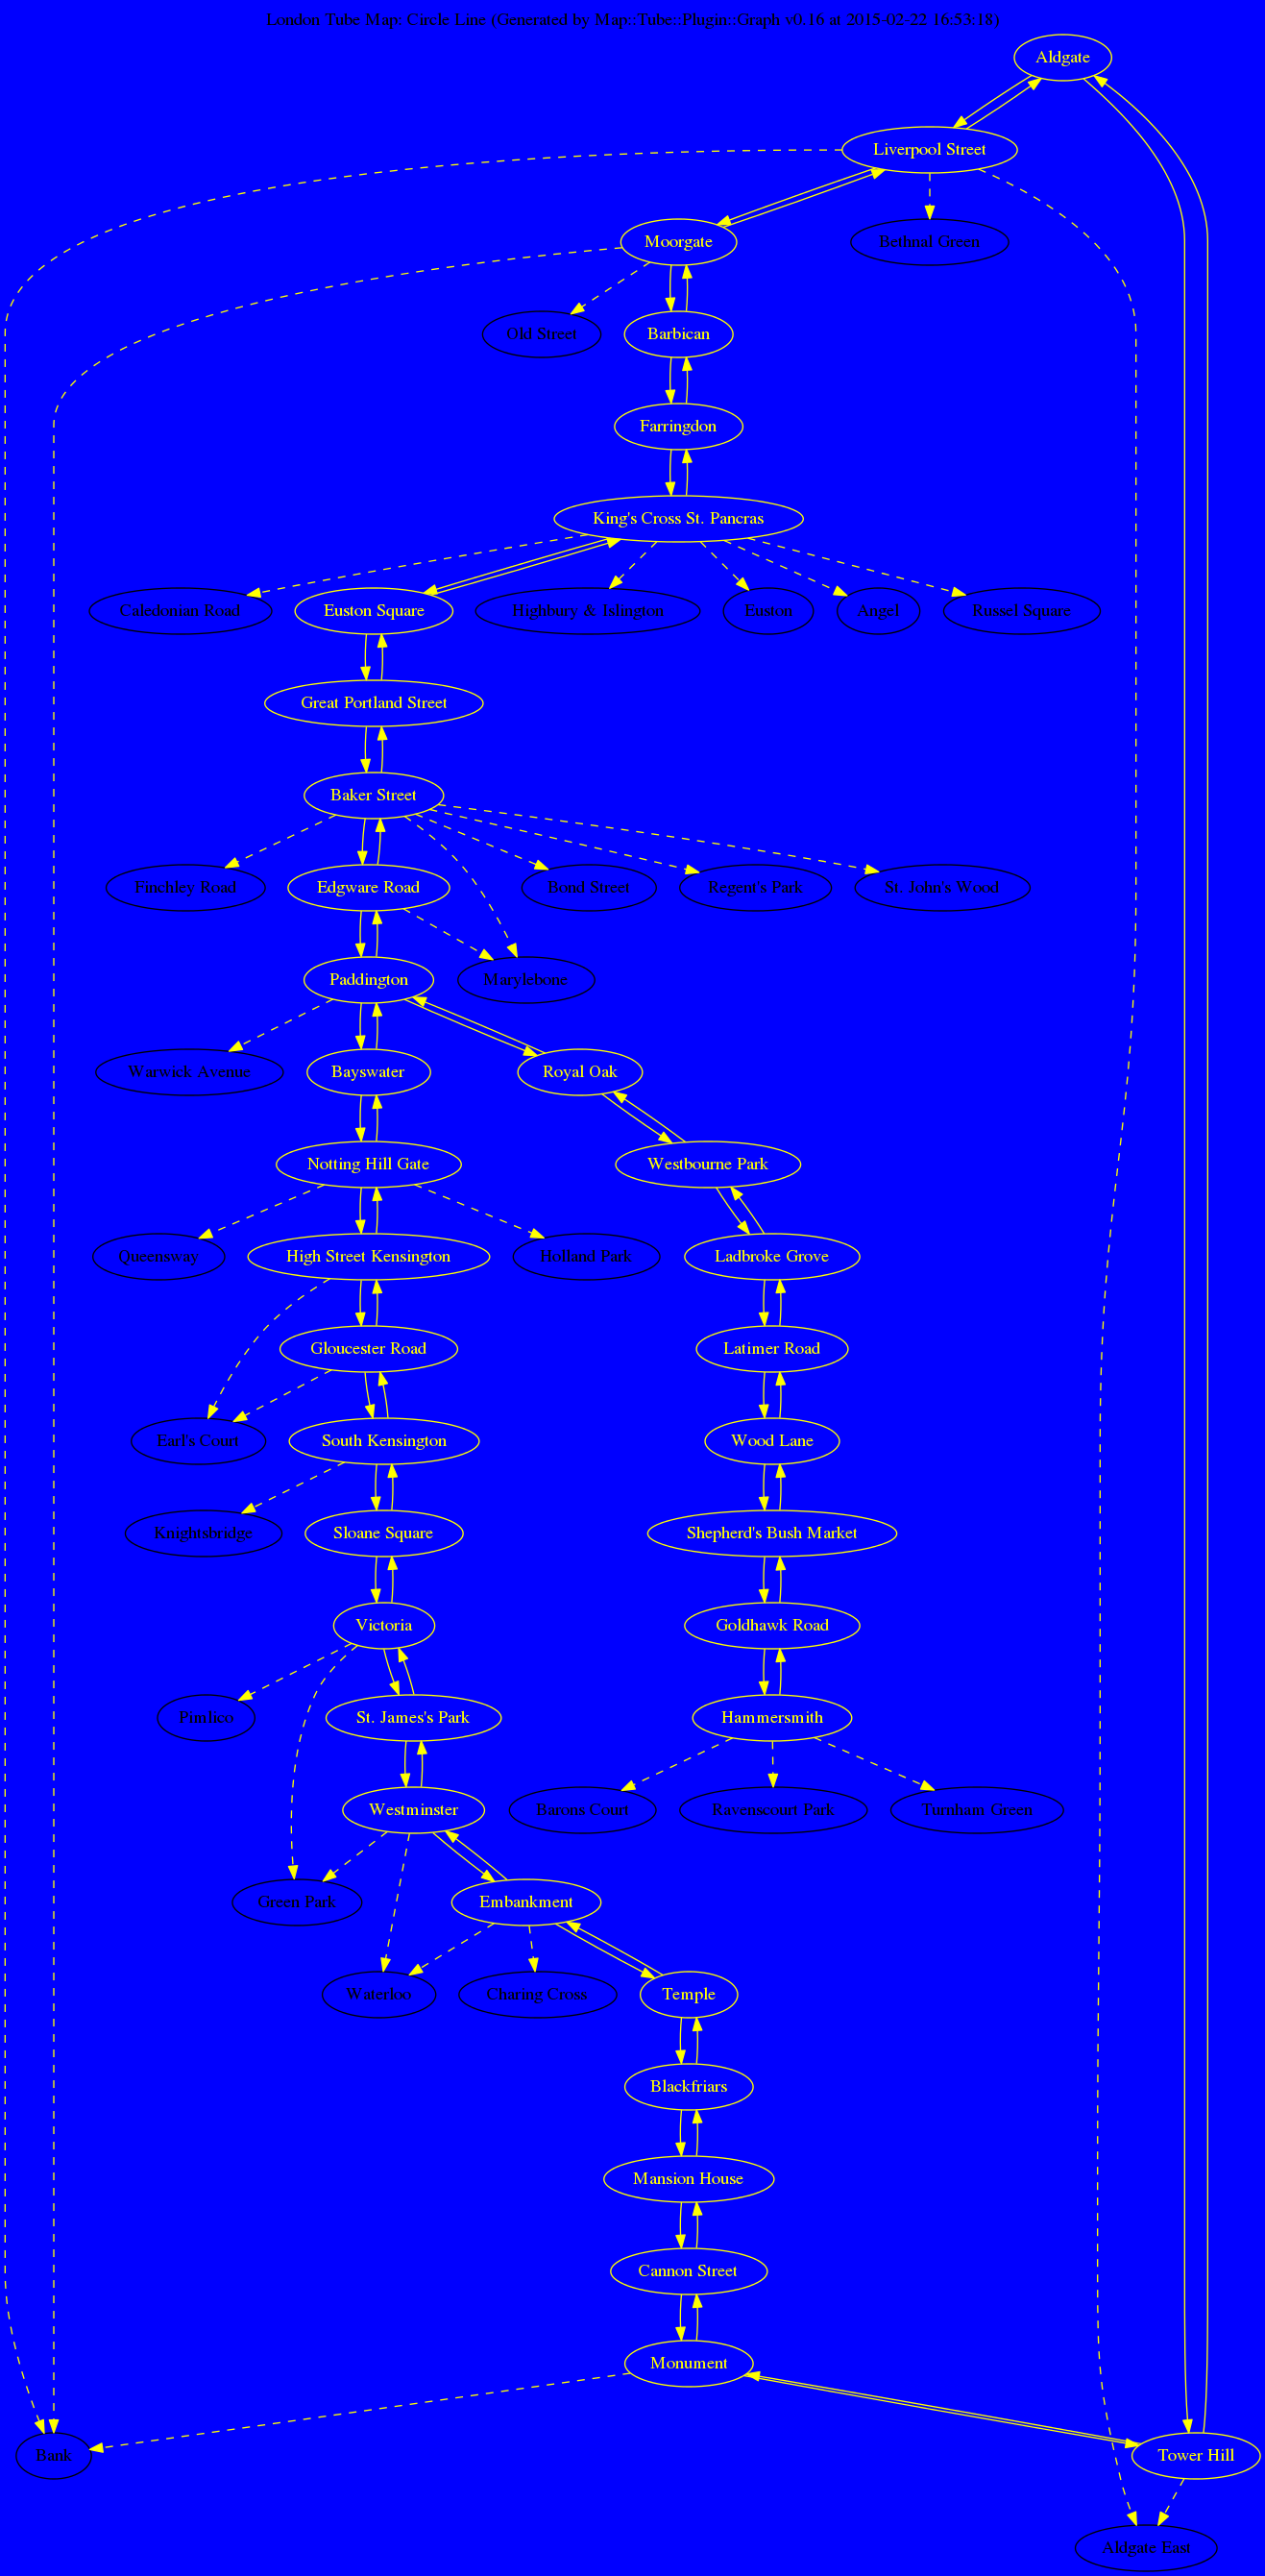 London Tube Map: Circle Line (Generated by Map::Tube::Plugin::Graph v0.16 at 2015-02-22 16:53:18)
Aldgate
Liverpool Street
Moorgate
Bethnal Green
Old Street
Barbican
Farringdon
King's Cross St. Pancras
Caledonian Road
Euston Square
Highbury & Islington
Euston
Angel
Russel Square
Great Portland Street
Baker Street
Finchley Road
Edgware Road
Bond Street
Regent's Park
St. John's Wood
Paddington
Marylebone
Warwick Avenue
Bayswater
Royal Oak
Notting Hill Gate
Westbourne Park
Queensway
High Street Kensington
Holland Park
Ladbroke Grove
Gloucester Road
Latimer Road
Earl's Court
South Kensington
Wood Lane
Knightsbridge
Sloane Square
Shepherd's Bush Market
Victoria
Goldhawk Road
Pimlico
St. James's Park
Hammersmith
Westminster
Barons Court
Ravenscourt Park
Turnham Green
Green Park
Embankment
Waterloo
Charing Cross
Temple
Blackfriars
Mansion House
Cannon Street
Monument
Bank
Tower Hill
Aldgate East